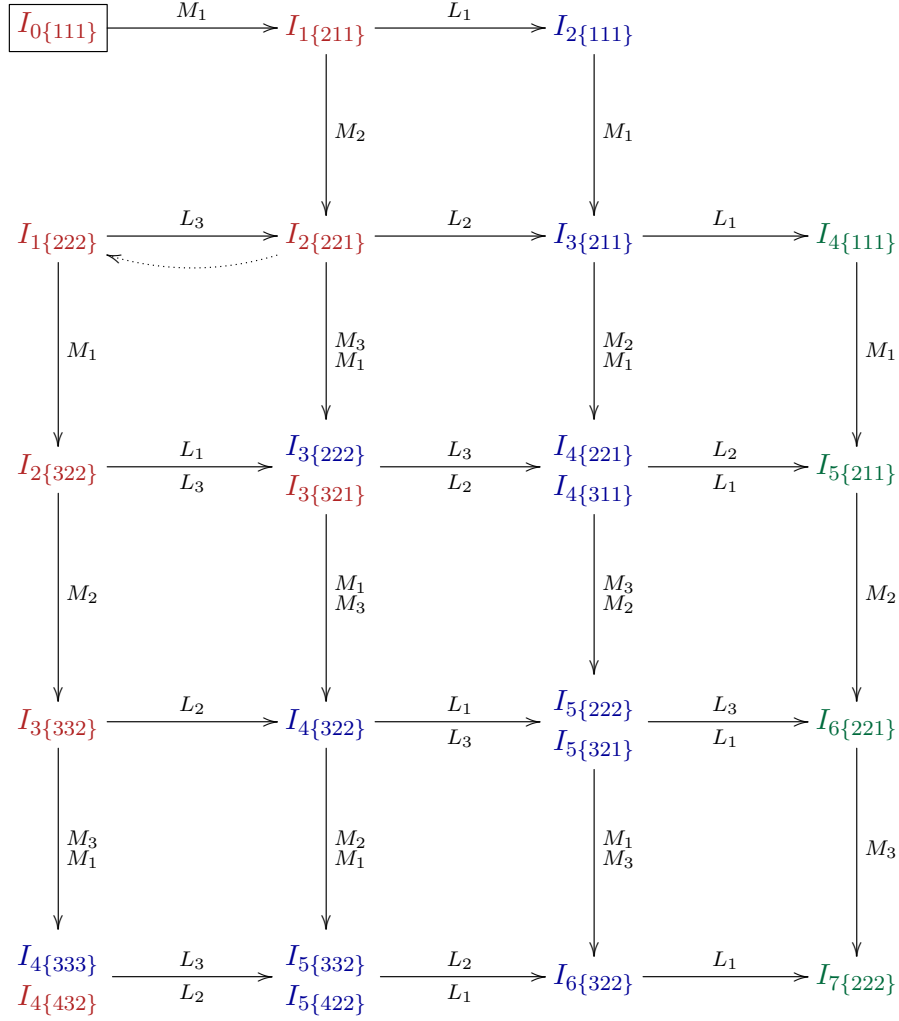 M₁ L₁
I₀{111} I₁{211} I₂{111}
M₂ M₁
L₃ L₂ L₁
I₁{222} I₂{221} I₃{211} I₄{111}
M₁ M₃ M₂ M₁
M₁ M₁
I₃{222} I₄{221}
L₁ L₃ L₂
I₂{322} I₅{211}
L₃ L₂ L₁
I₃{321} I₄{311}
M₂ M₁ M₃ M₂
M₃ M₂
I₅{222}
L₂ L₁ L₃
I₃{332} I₄{322} I₆{221}
L₃ L₁
I₅{321}
M₃ M₂ M₁ M₃
M₁ M₁ M₃
I₄{333} I₅{332}
L₃ L₂ L₁
I₆{322} I₇{222}
L₂ L₁
I₄{432} I₅{422}